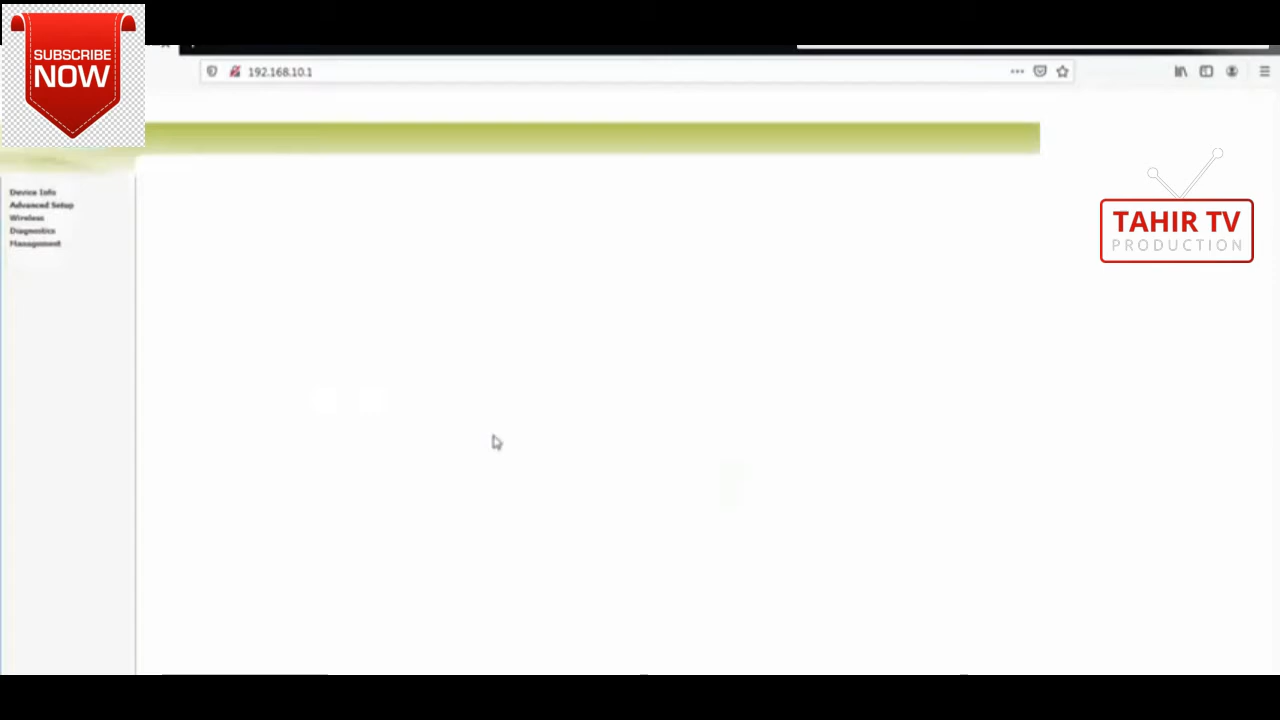 SUBSCRIBE
NOW
192.168.10.1
TAHIR TV
PRODUCTION
Device Info
Advanced Setup
Wireless
Diagnostics
Management